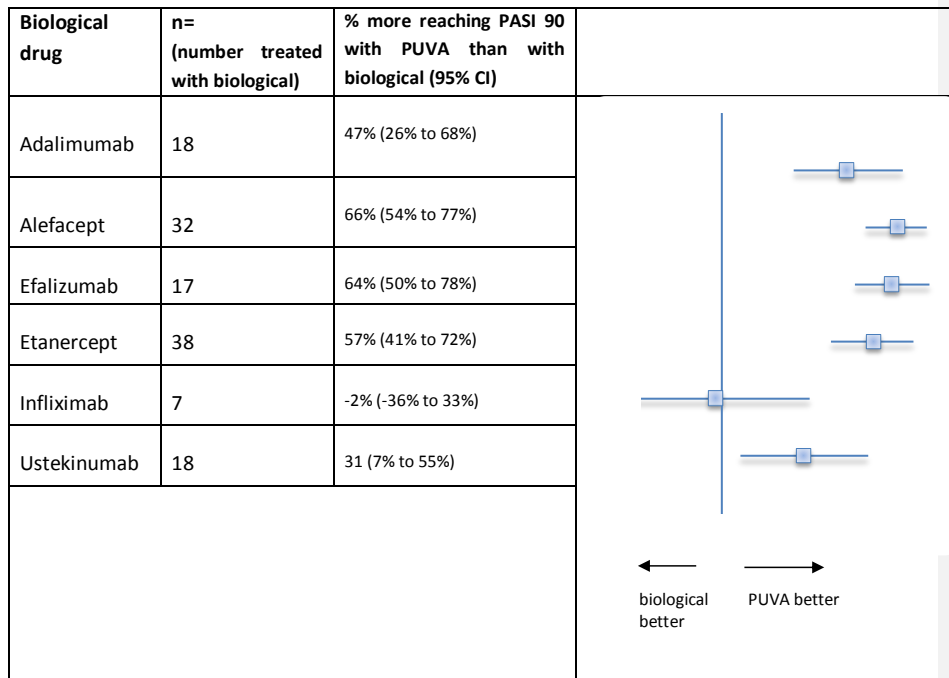 Biological
drug
n=
(number treated
with biological)
% more reaching PASI 90
with PUVA than with
biological (95% CI)
Adalimumab
18
47% (26% to 68%)
Alefacept
32
66% (54% to 77%)
Efalizumab
17
64% (50% to 78%)
Etanercept
38
57% (41% to 72%)
Infliximab
7
-2% (-36% to 33%)
Ustekinumab
18
31 (7% to 55%)
biological
better
PUVA better